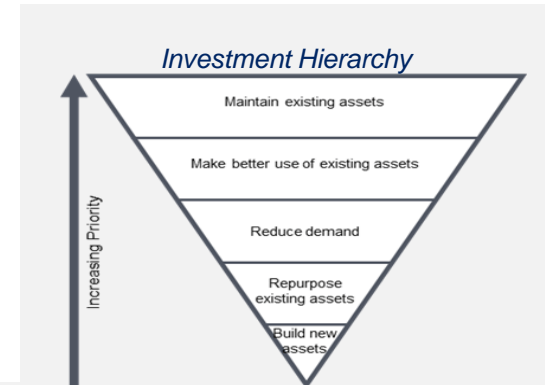 Investment Hierarchy
Maintain existing assets
Make better use of existing assets
Reduce demand
Repurpose
existing assets
Build new
assets
Increasing Priority